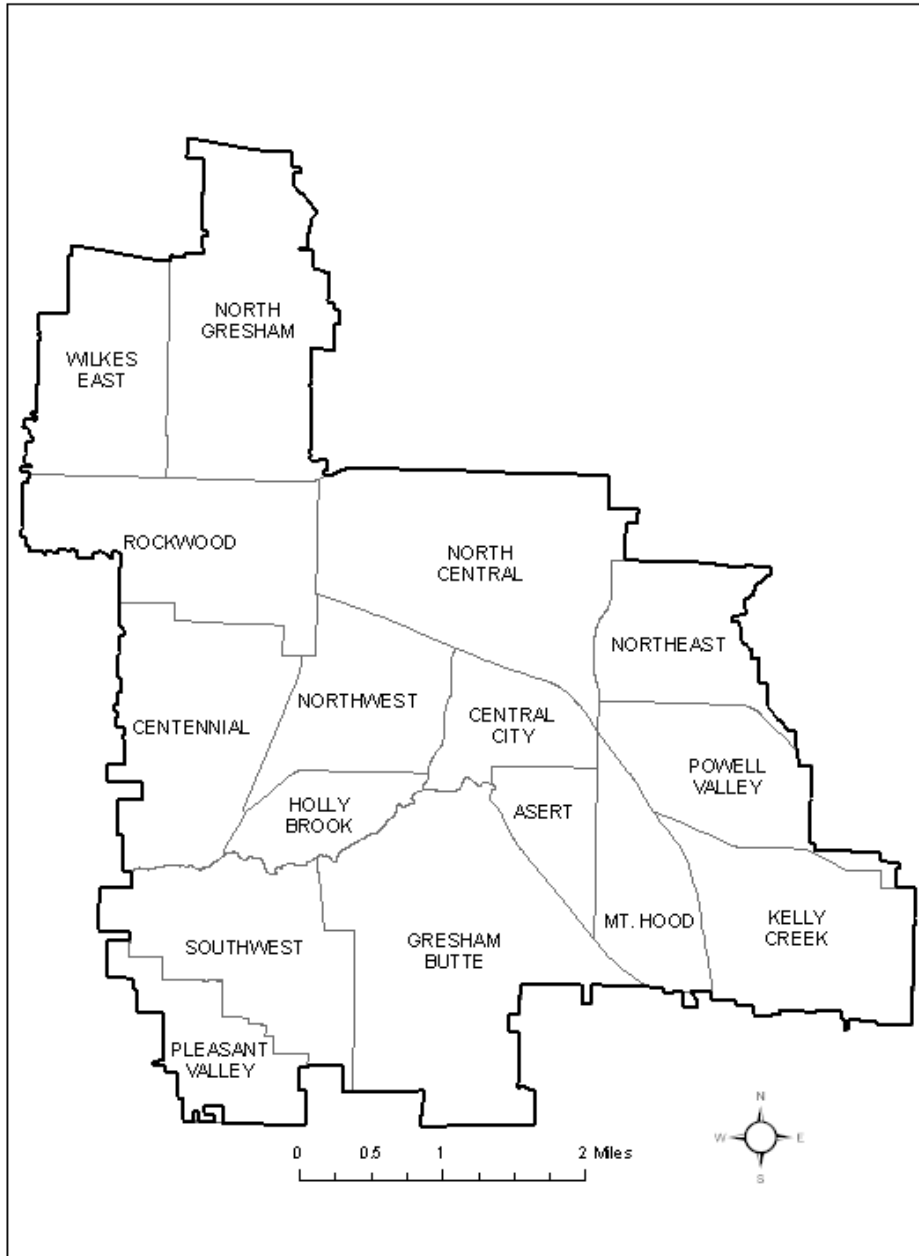 NORTH
GRESHAM
WILKES
EAST
ROCKWOOD
NORTH
CENTRAL
NORTHEAST
NORTHWEST
CENTRAL
CITY
CENTENNIAL
POWELL
VALLEY
HOLLY
BROOK
ASERT
MT. HOOD
KELLY
CREEK
SOUTHWEST
GRESHAM
BUTTE
PLEASANT
VALLEY
N
W E
S
0 0.5 1 2 Miles